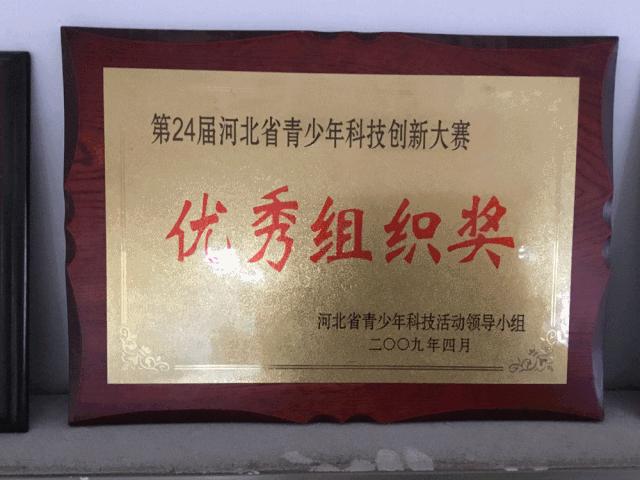 第24届河北省青少年科技创新大赛
优秀组织奖
河北省青少年科技活动领导小组
二〇〇九年四月